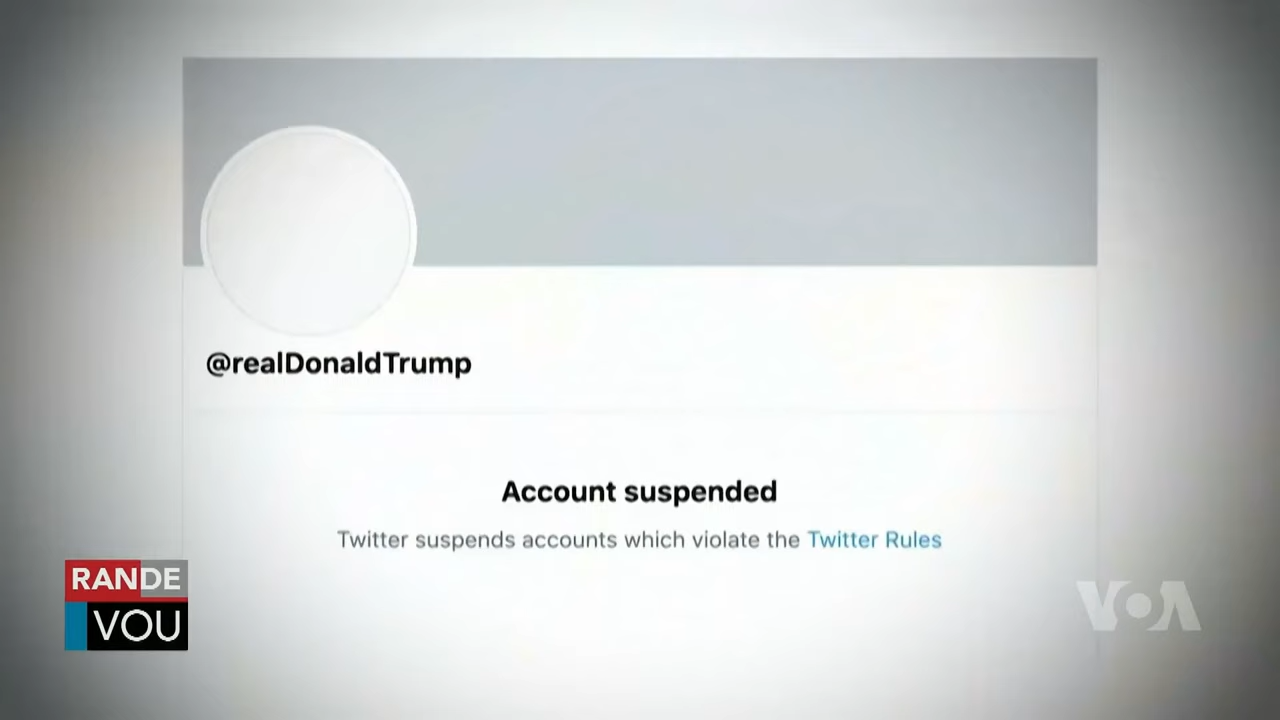 @realDonaldTrump
Account suspended
Twitter suspends accounts which violate the Twitter Rules
RANDE
VOU
VOA